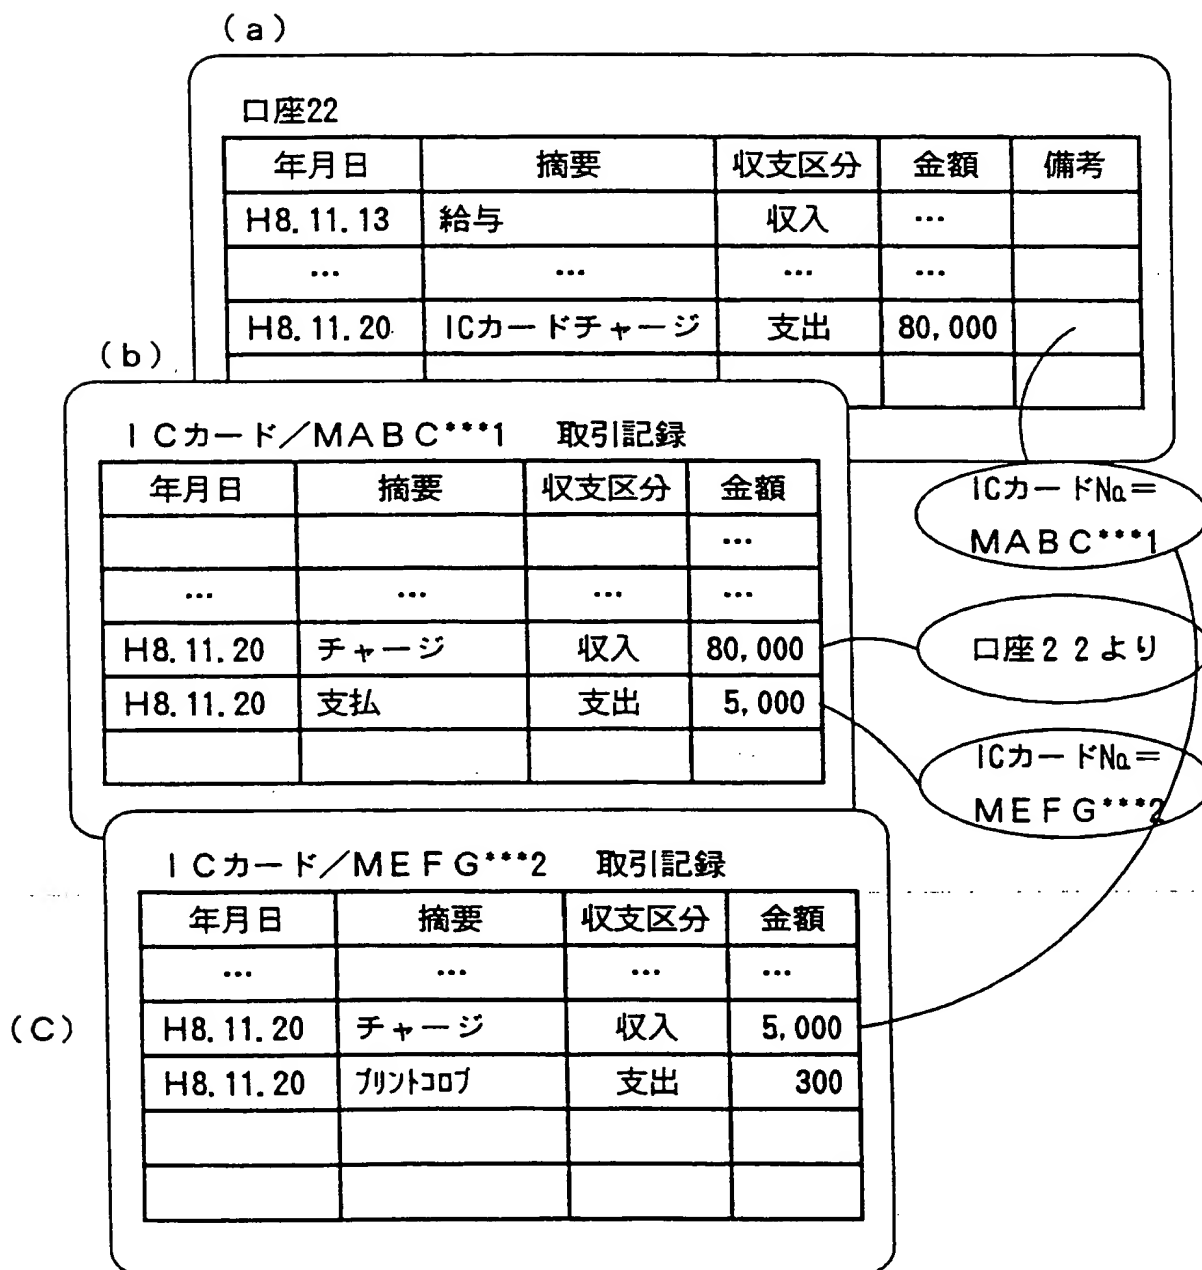 (a)
口座22
年月日 摘要 収支区分 金額 備考
H8.11.13 給与 収入 …
… … … …
H8.11.20 ICカードチャージ 支出 80,000
(b)
ICカード/MABC***1 取引記録
年月日 摘要 収支区分 金額
…
… … … …
H8.11.20 チャージ 収入 80,000
H8.11.20 支払 支出 5,000
ICカード№=
MABC***1
口座22より
ICカード№=
MEFG***2
(C)
ICカード/MEFG***2 取引記録
年月日 摘要 収支区分 金額
… … … …
H8.11.20 チャージ 収入 5,000
H8.11.20 プリントコロブ 支出 300